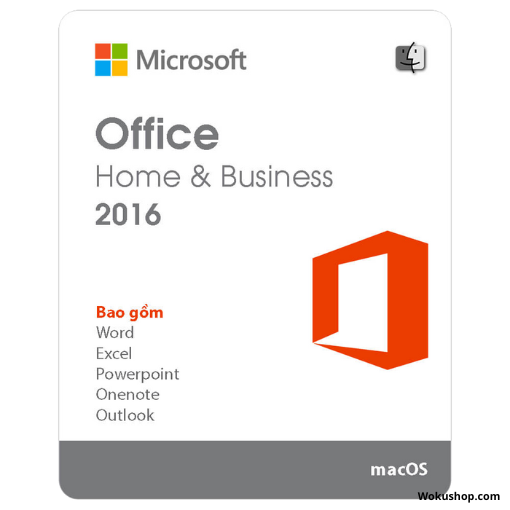 Microsoft
Office
Home & Business
2016
Bao gồm
Word
Excel
Powerpoint
Onenote
Outlook
macOS
Wokushop.com